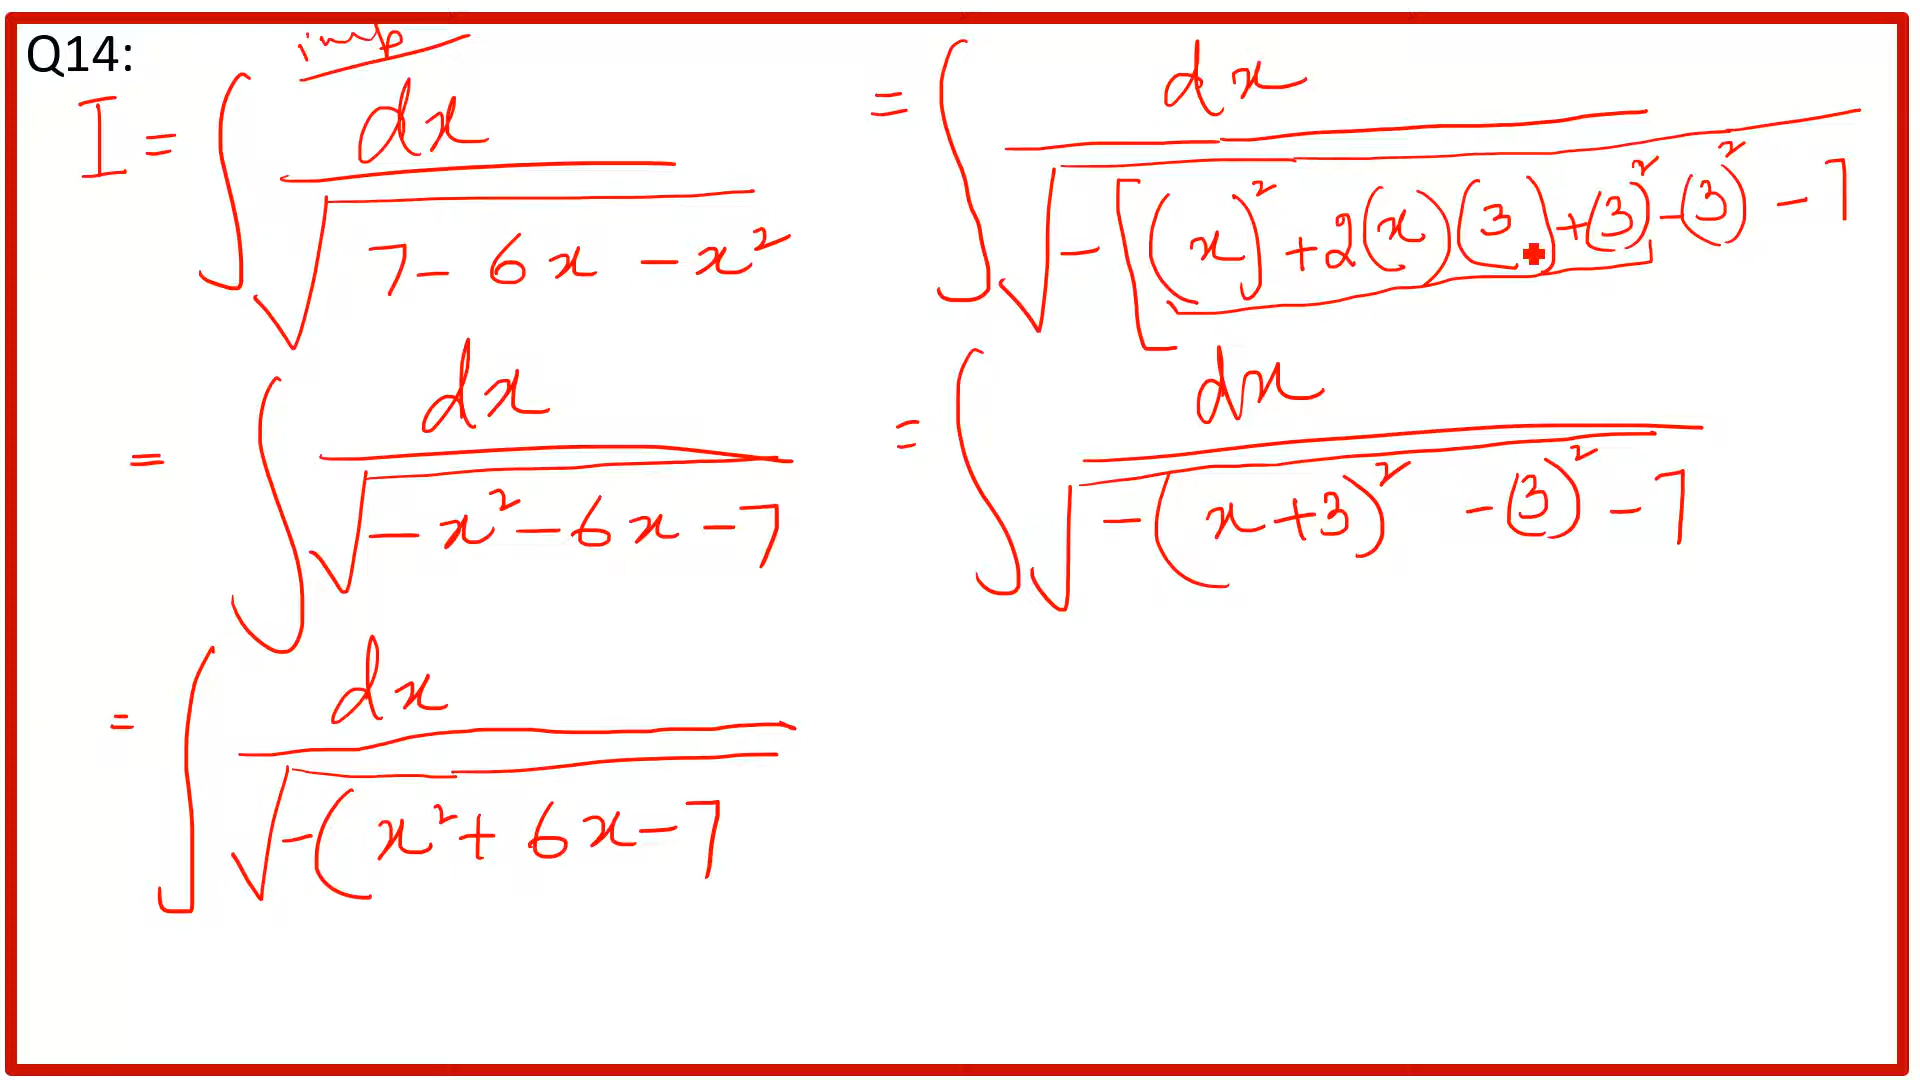 Q14:
imp
I = ∫ dx / √(7 - 6x - x²)
= ∫ dx / √(-x² - 6x - 7)
= ∫ dx / √(-(x² + 6x - 7
= ∫ dx / √(-[(x)² + 2(x)(3) + (3)² - (3)² - 7
= ∫ dx / √(-(x+3)² - (3)² - 7